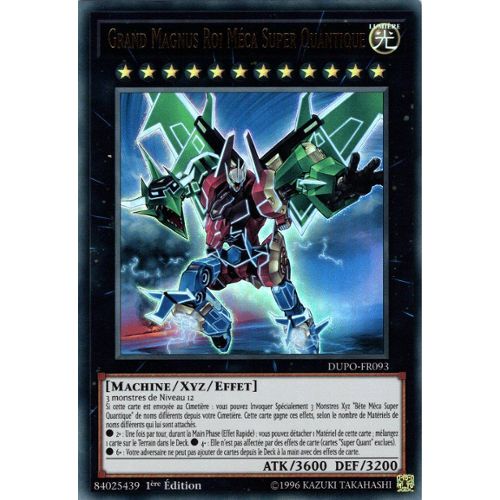 Grand Magnus Roi Méca Super Quantique
LUMIÈRE
光
DUPO-FR093
[Machine/Xyz/Effet]
3 monstres de Niveau 12
Si cette carte est envoyée au Cimetière : vous pouvez Invoquer Spécialement 3 Monstres Xyz "Bête Méca Super
Quantique" de noms différents depuis votre Cimetière. Cette carte gagne ces effets, selon le nombre de Matériels de
noms différents qui lui sont attachés.
● 2+ : Une fois par tour, durant la Main Phase (Effet Rapide) : vous pouvez détacher 1 Matériel de cette carte ; mélangez
1 carte sur le Terrain dans le Deck. ● 4+ : Elle n'est pas affectée par des effets de carte (cartes "Super Quant" exclues).
● 6+ : Votre adversaire ne peut pas ajouter de cartes depuis le Deck à la main avec des effets de carte.
ATK/3600 DEF/3200
84025439 1ère Édition ©1996 KAZUKI TAKAHASHI